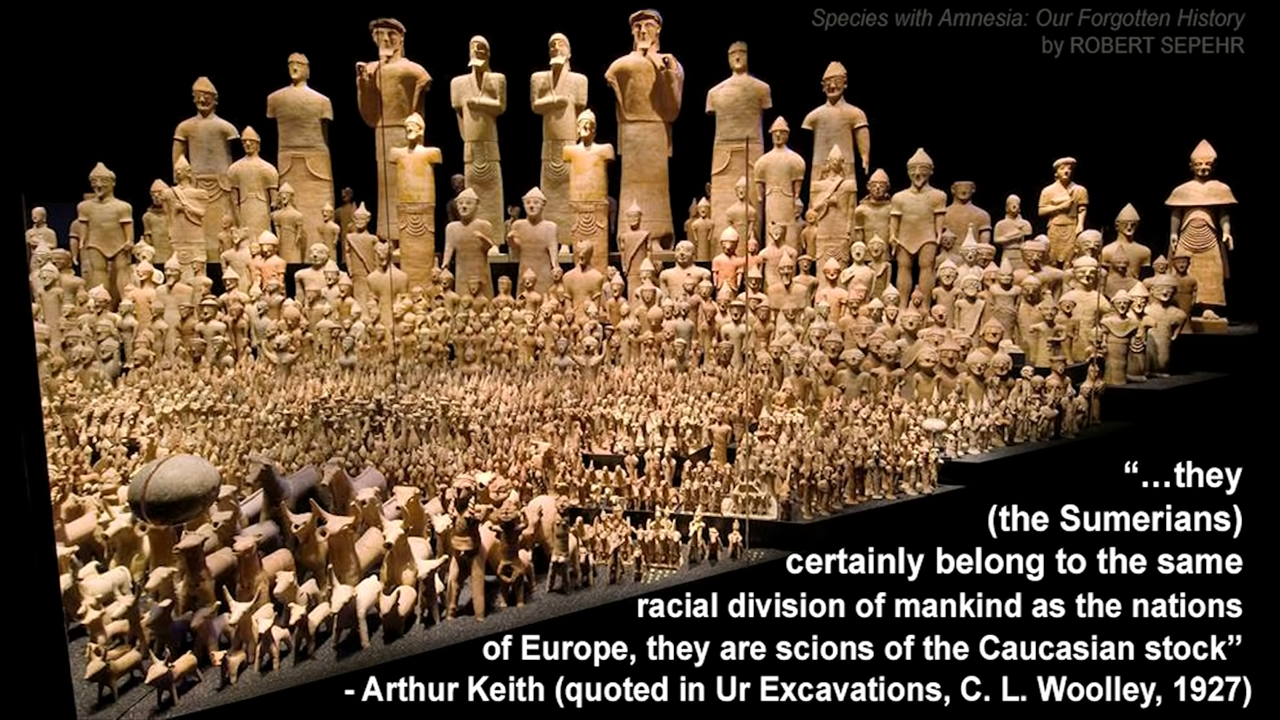 Species with Amnesia: Our Forgotten History
by ROBERT SEPEHR
“...they
(the Sumerians)
certainly belong to the same
racial division of mankind as the nations
of Europe, they are scions of the Caucasian stock”
- Arthur Keith (quoted in Ur Excavations, C. L. Woolley, 1927)